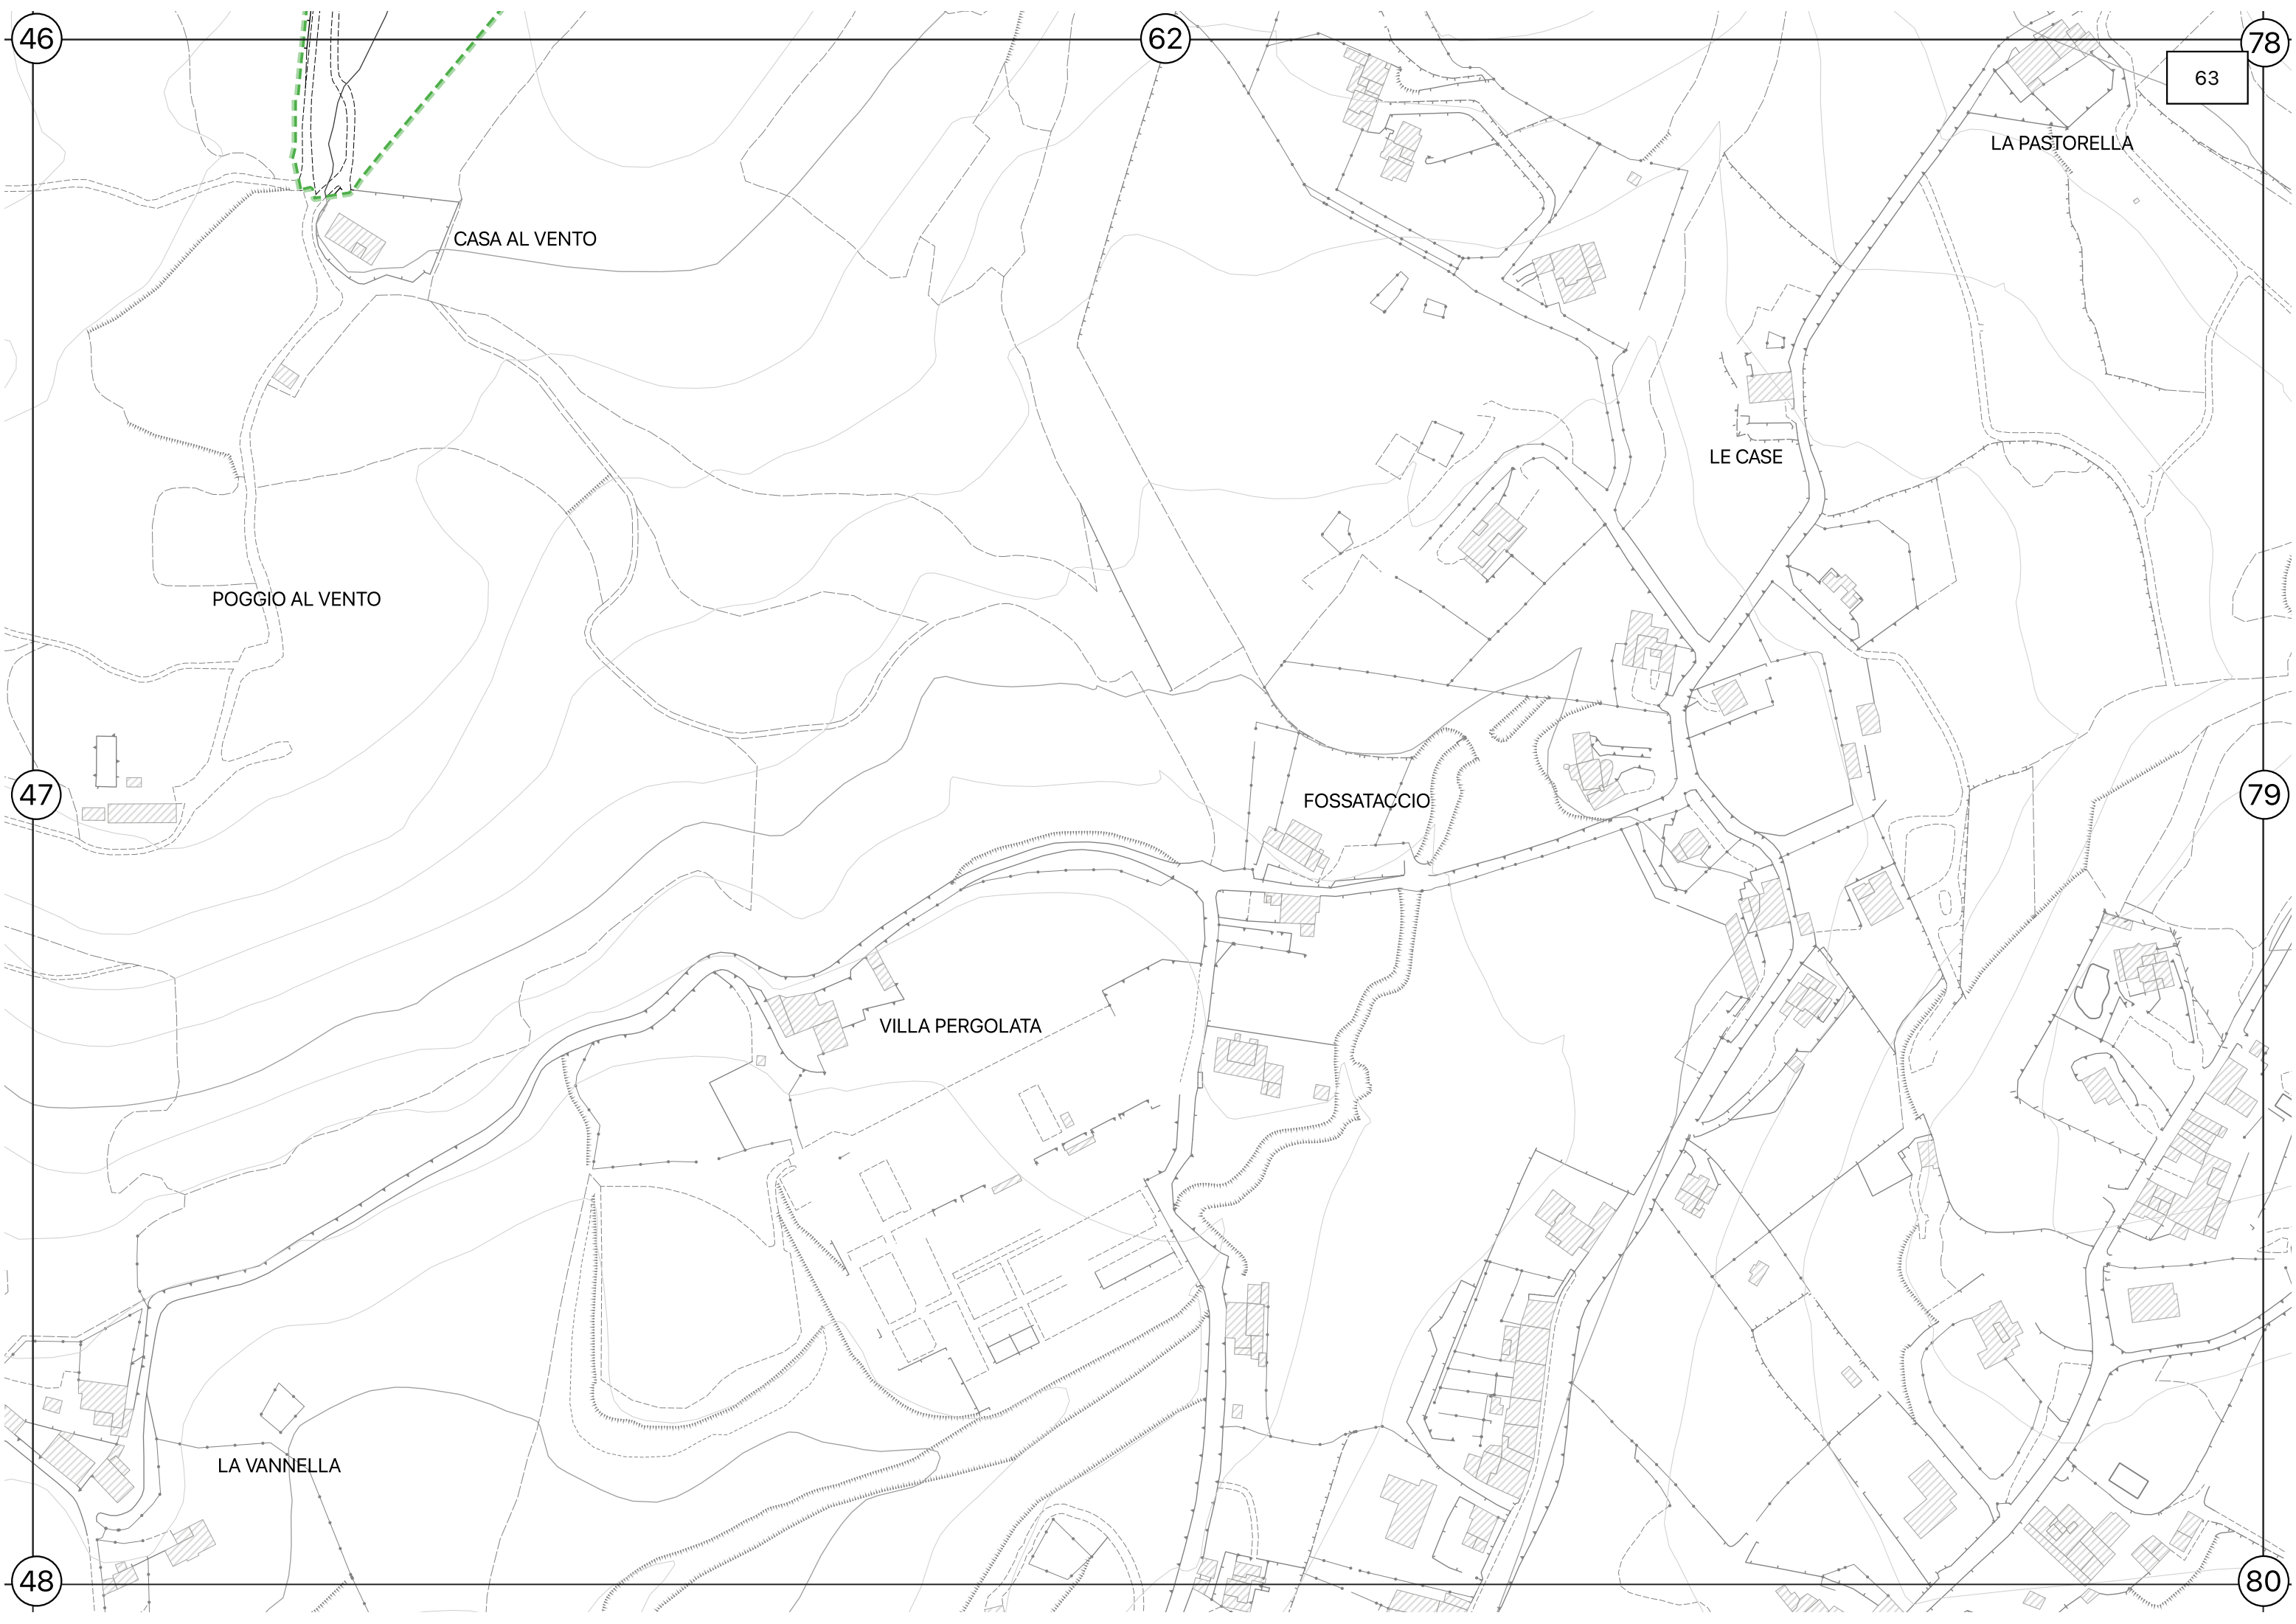 46
62
78
63
LA PASTORELLA
CASA AL VENTO
LE CASE
POGGIO AL VENTO
47
FOSSATACCIO
79
VILLA PERGOLATA
LA VANNELLA
48
80